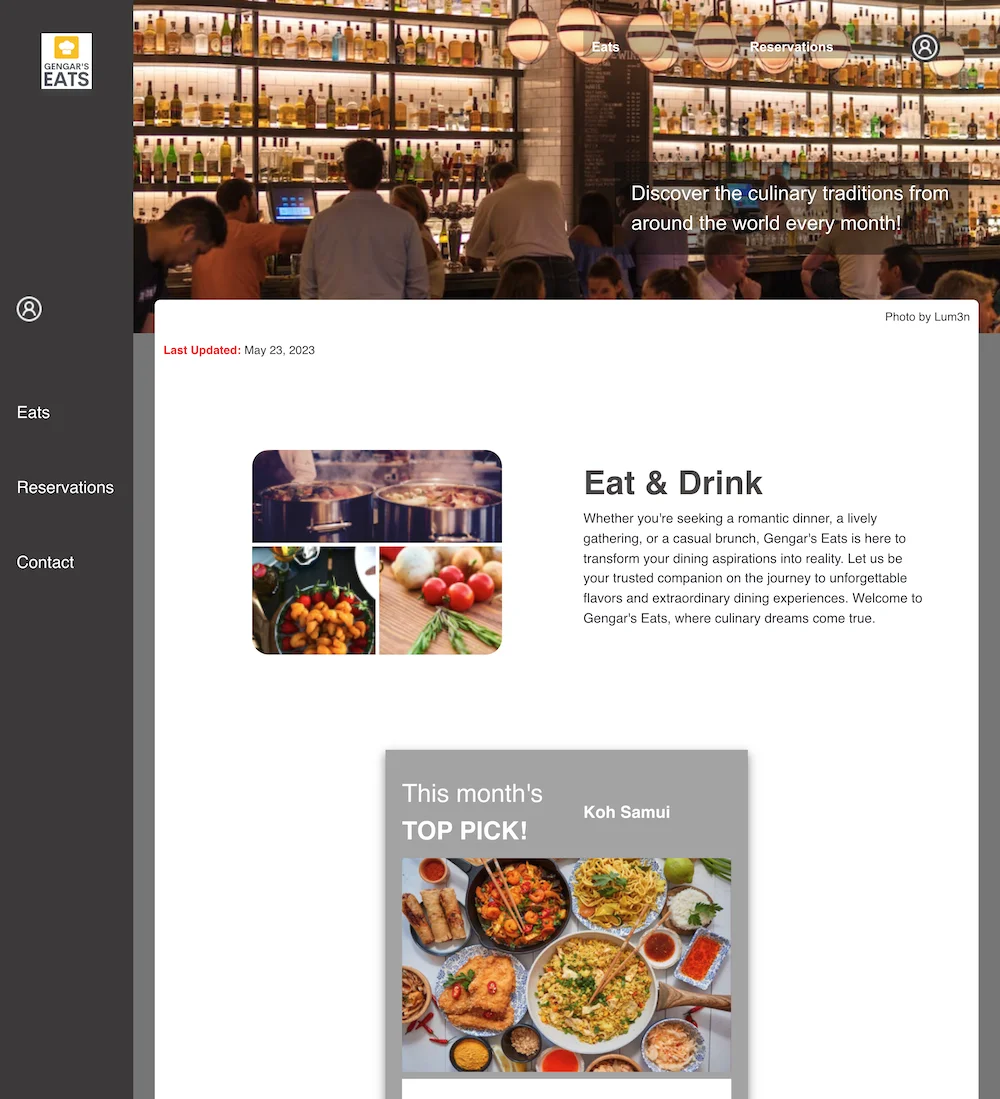 GENGAR'S
EATS
Eats
Reservations
Discover the culinary traditions from
around the world every month!
Photo by Lum3n
Last Updated: May 23, 2023
Eats
Reservations
Contact
Eat & Drink
Whether you're seeking a romantic dinner, a lively
gathering, or a casual brunch, Gengar's Eats is here to
transform your dining aspirations into reality. Let us be
your trusted companion on the journey to unforgettable
flavors and extraordinary dining experiences. Welcome to
Gengar's Eats, where culinary dreams come true.
This month's
TOP PICK!
Koh Samui